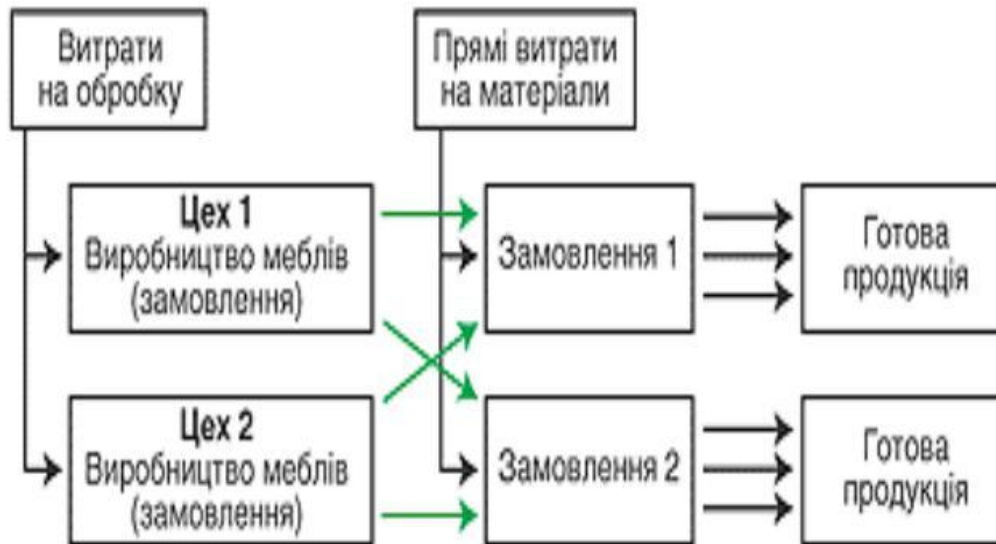 Витрати
на обробку
Прямі витрати
на матеріали
Цех 1
Виробництво меблів
(замовлення)
Замовлення 1
Готова
продукція
Цех 2
Виробництво меблів
(замовлення)
Замовлення 2
Готова
продукція